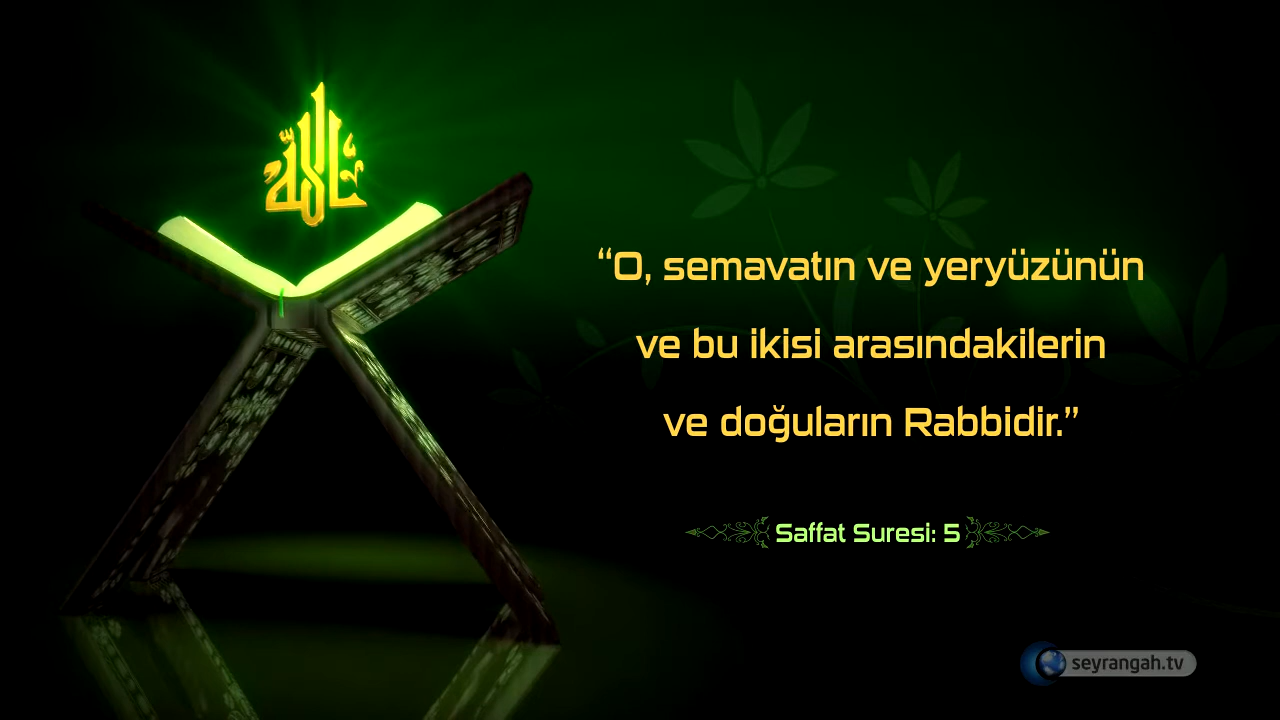 الله
“O, semavatın ve yeryüzünün
ve bu ikisi arasındakilerin
ve doğuların Rabbidir.”
Saffat Suresi: 5
seyrangah.tv